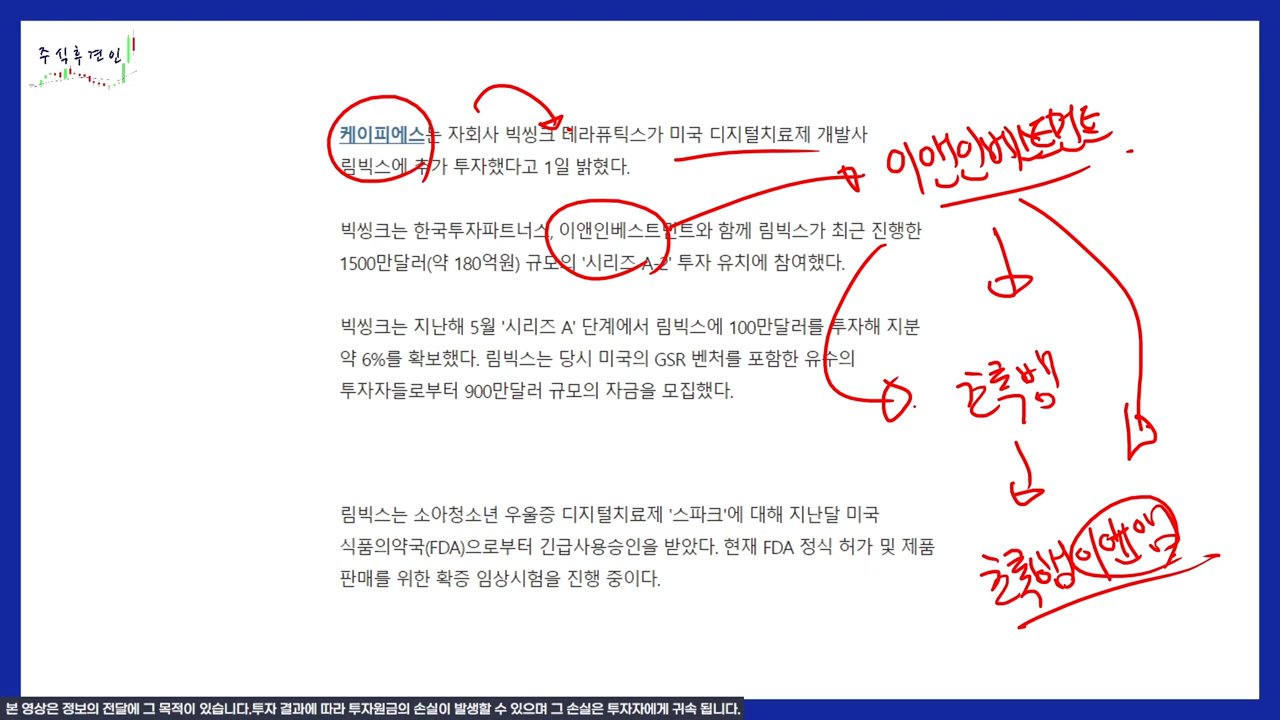 주식후견인
케이피에스는 자회사 빅씽크 테라퓨틱스가 미국 디지털치료제 개발사
림빅스에 추가 투자했다고 1일 밝혔다.
이앤인베스트먼트
빅씽크는 한국투자파트너스, 이앤인베스트먼트와 함께 림빅스가 최근 진행한
1500만달러(약 180억원) 규모의 '시리즈 A-2' 투자 유치에 참여했다.
빅씽크는 지난해 5월 '시리즈 A' 단계에서 림빅스에 100만달러를 투자해 지분
약 6%를 확보했다. 림빅스는 당시 미국의 GSR 벤처를 포함한 유수의
투자자들로부터 900만달러 규모의 자금을 모집했다.
초록뱀
림빅스는 소아청소년 우울증 디지털치료제 '스파크'에 대해 지난달 미국
식품의약국(FDA)으로부터 긴급사용승인을 받았다. 현재 FDA 정식 허가 및 제품
판매를 위한 확증 임상시험을 진행 중이다.
초록뱀이앤엠
본 영상은 정보의 전달에 그 목적이 있습니다.투자 결과에 따라 투자원금의 손실이 발생할 수 있으며 그 손실은 투자자에게 귀속 됩니다.